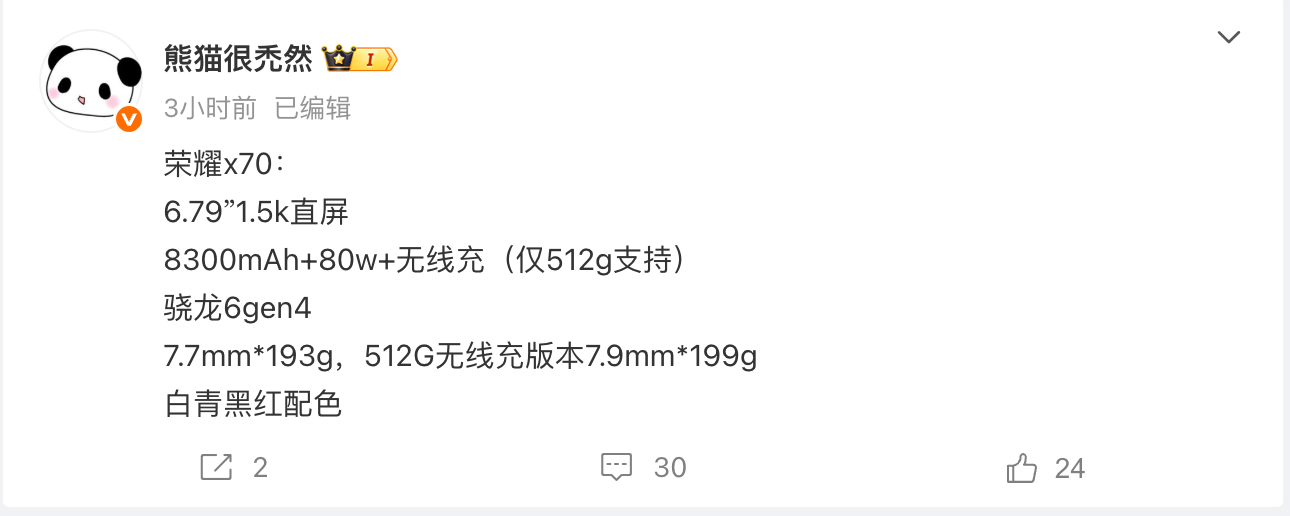 熊猫很秃然 I
3小时前 已编辑
荣耀x70：
6.79”1.5k直屏
8300mAh+80w+无线充（仅512g支持）
骁龙6gen4
7.7mm*193g，512G无线充版本7.9mm*199g
白青黑红配色
2 30 24